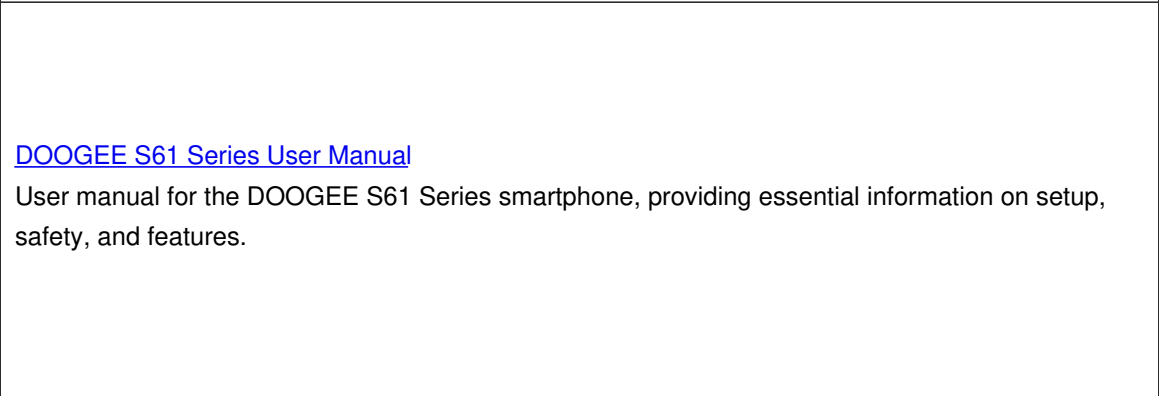 DOOGEE S61 Series User Manual
User manual for the DOOGEE S61 Series smartphone, providing essential information on setup,
safety, and features.